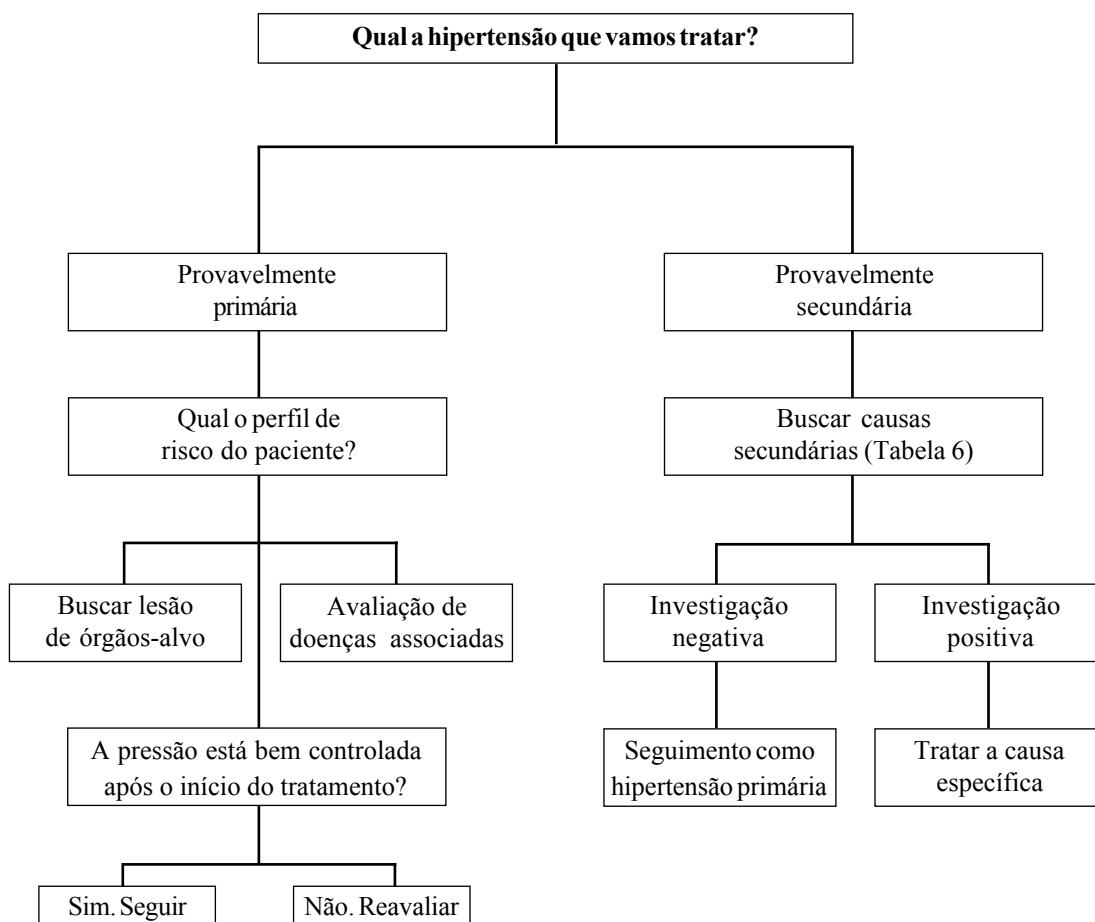 Qual a hipertensão que vamos tratar?
Provavelmente
primária
Provavelmente
secundária
Qual o perfil de
risco do paciente?
Buscar causas
secundárias (Tabela 6)
Buscar lesão
de órgãos-alvo
Avaliação de
doenças associadas
Investigação
negativa
Investigação
positiva
A pressão está bem controlada
após o início do tratamento?
Seguimento como
hipertensão primária
Tratar a causa
específica
Sim. Seguir
Não. Reavaliar